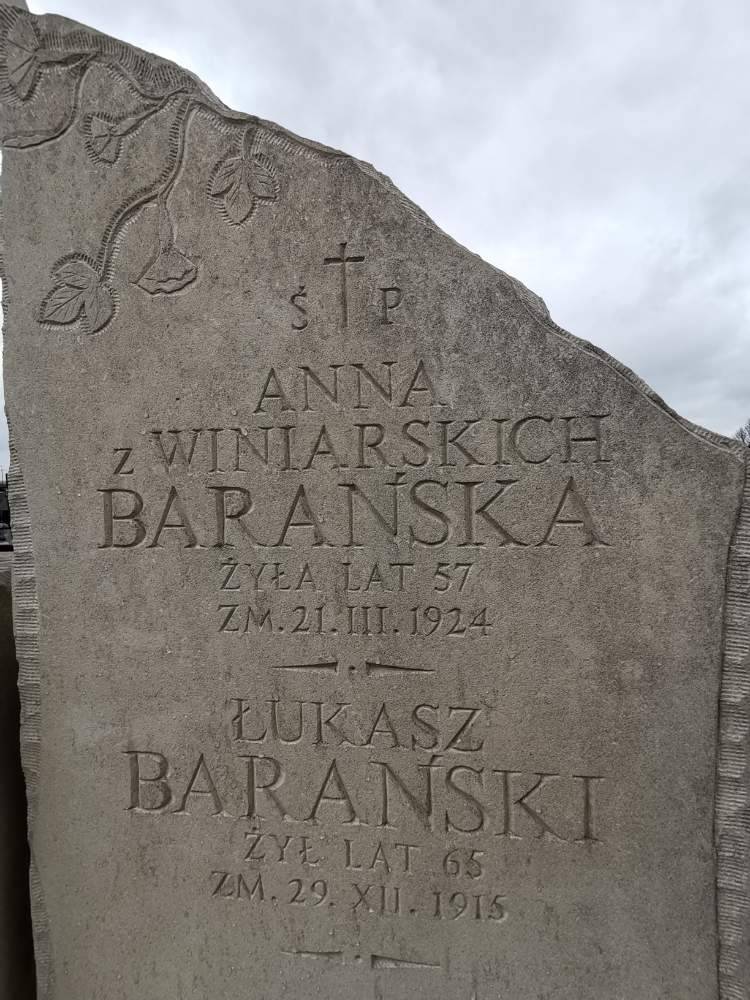 Ś P
ANNA
z WINIARSKICH
BARAŃSKA
ŻYŁA LAT 57
ZM. 21. III. 1924
ŁUKASZ
BARAŃSKI
ŻYŁ LAT 65
ZM. 29. XII. 1915